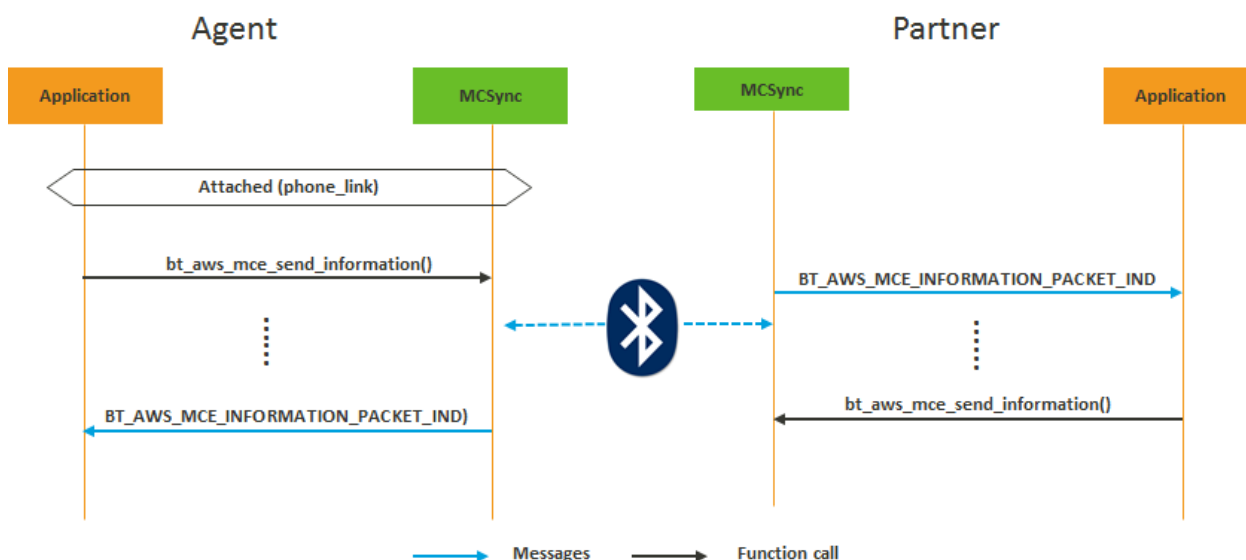 Agent
Partner
Application
MCSync
MCSync
Application
Attached (phone_link)
bt_aws_mce_send_information()
BT_AWS_MCE_INFORMATION_PACKET_IND
BT_AWS_MCE_INFORMATION_PACKET_IND)
bt_aws_mce_send_information()
Messages
Function call